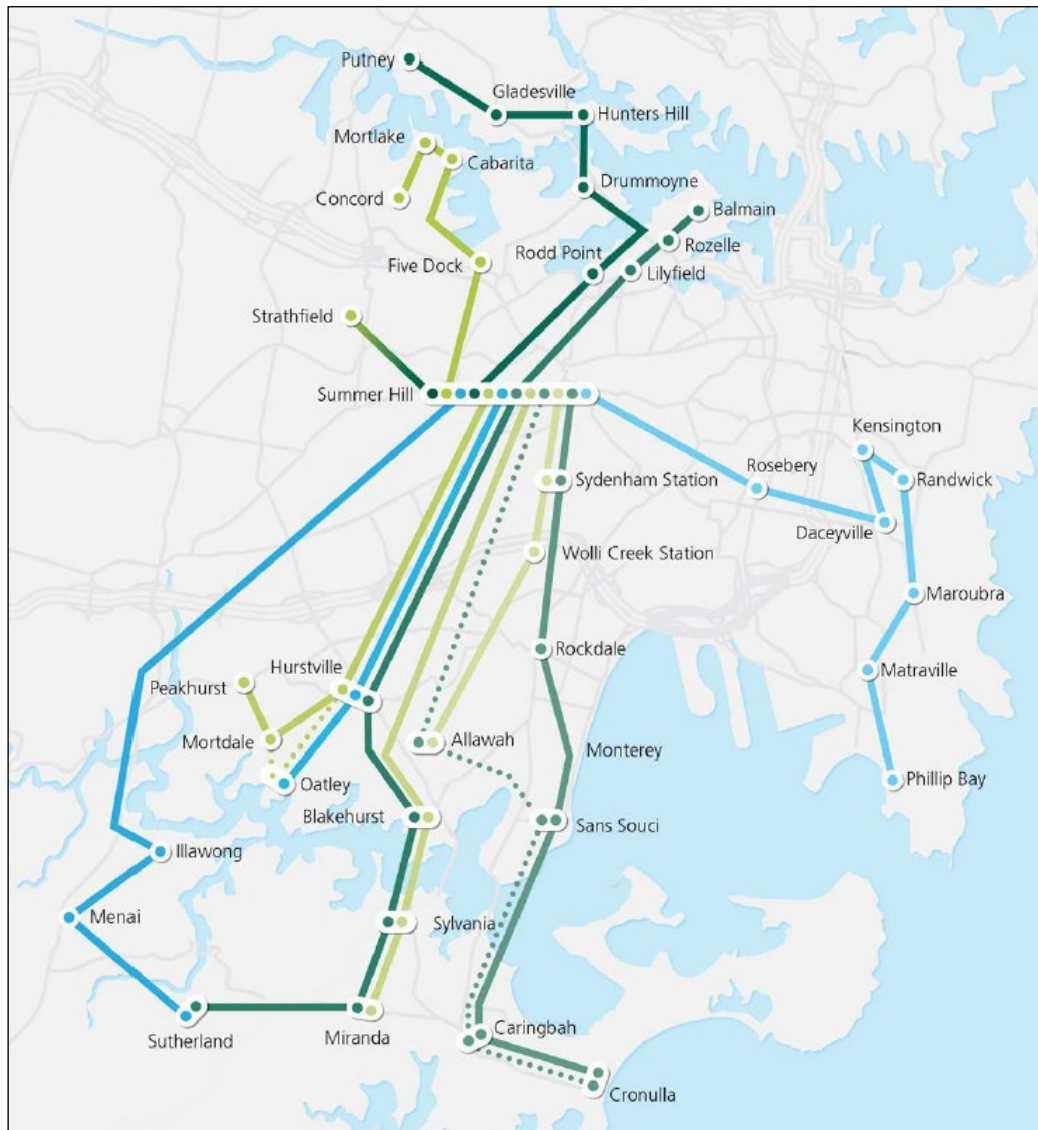 Putney
Gladesville
Hunters Hill
Mortlake
Cabarita
Concord
Drummoyne
Balmain
Rozelle
Rodd Point
Lilyfield
Five Dock
Strathfield
Summer Hill
Kensington
Rosebery
Randwick
Sydenham Station
Daceyville
Wolli Creek Station
Maroubra
Rockdale
Hurstville
Matraville
Peakhurst
Mortdale
Allawah
Monterey
Oatley
Phillip Bay
Blakehurst
Sans Souci
Illawong
Menai
Sylvania
Caringbah
Sutherland
Miranda
Cronulla